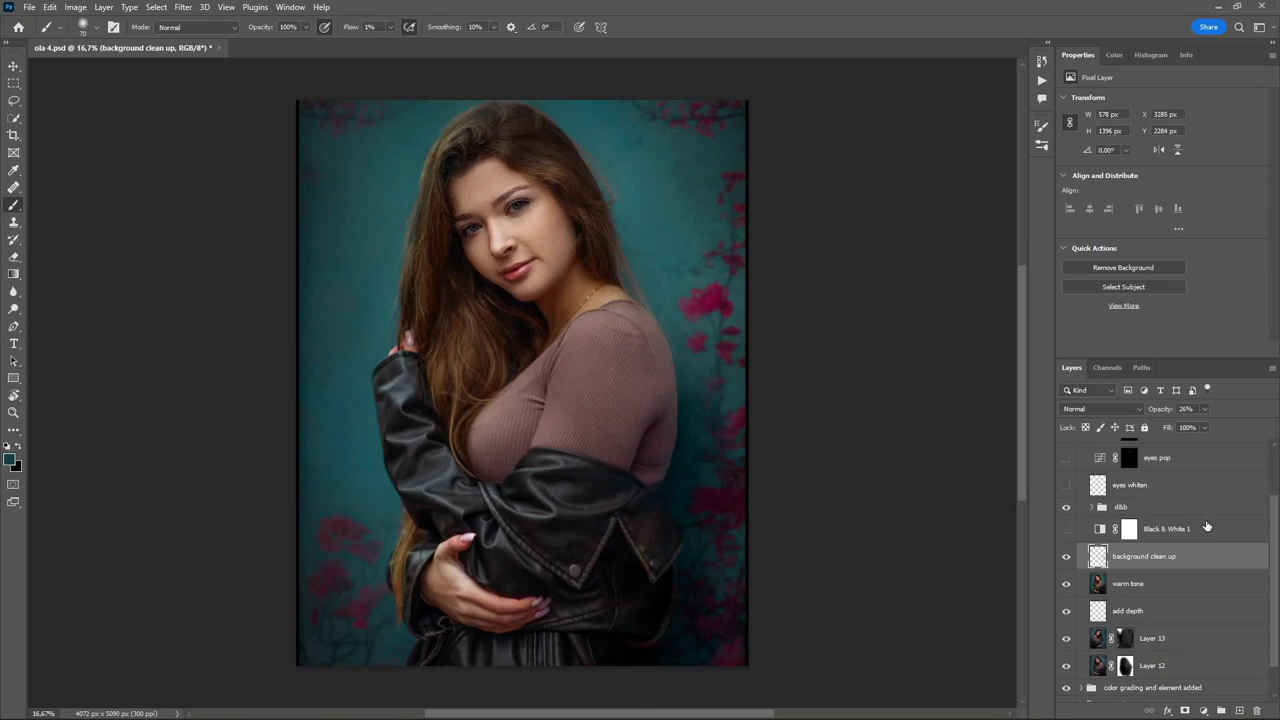 Ps File Edit Image Layer Type Select Filter 3D View Plugins Window Help
70 Mode: Normal Opacity: 100% Flow: 1% Smoothing: 10% 0° Share
ola 4.psd @ 16,7% (background clean up, RGB/8*) * ×
Properties Color Histogram Info
Pixel Layer
Transform
W 578 px X 3285 px
H 1396 px Y 2284 px
0,00°
Align and Distribute
Align:
Quick Actions
Remove Background
Select Subject
View More
Layers Channels Paths
Kind
Normal Opacity: 26%
Lock: Fill: 100%
eyes pop
eyes whiten
d&b
Black & White 1
background clean up
warm tone
add depth
Layer 13
Layer 12
color grading and element added
16,67% 4072 px x 5090 px (300 ppi)